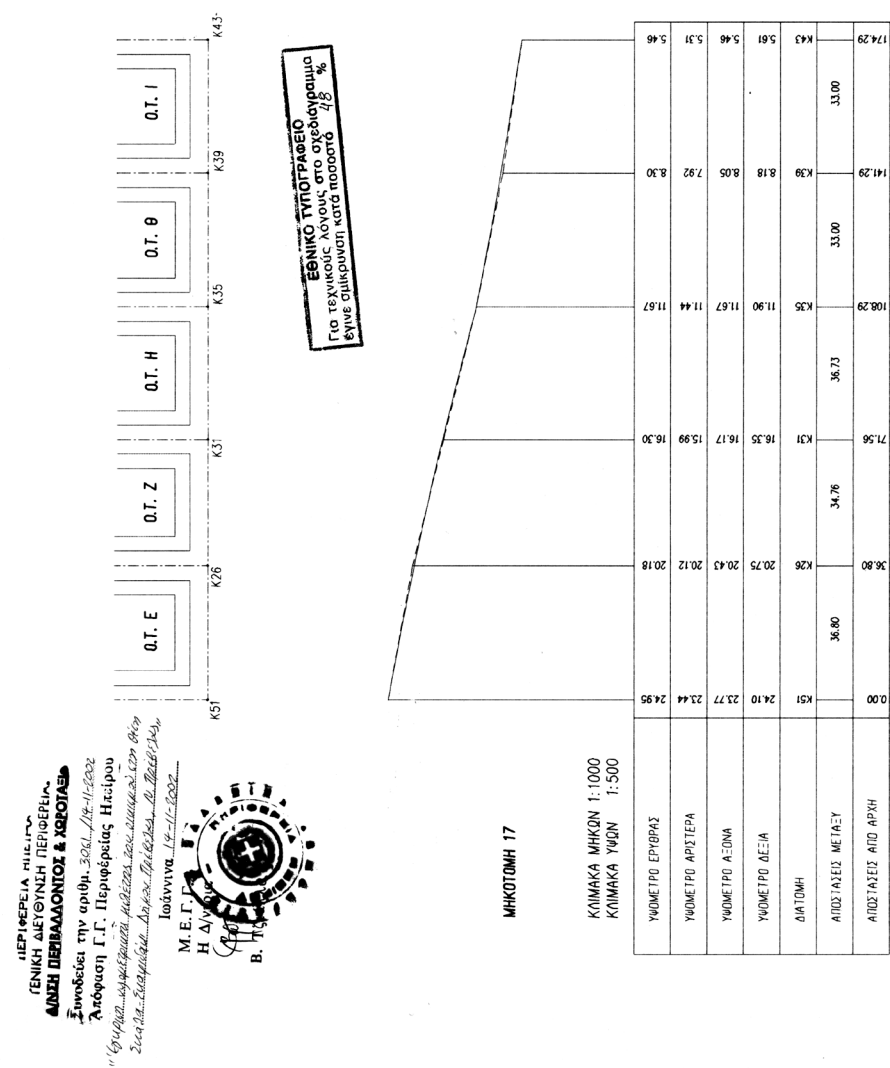 ΠΕΡΙΦΕΡΕΙΑ ΗΠΕΙΡΟΥ
ΓΕΝΙΚΗ ΔΙΕΥΘΥΝΣΗ ΠΕΡΙΦΕΡΕΙΑΣ
Δ/ΝΣΗ ΠΕΡΙΒΑΛΛΟΝΤΟΣ & ΧΩΡΟΤΑΞΙΑΣ
Συνοδεύει την αριθμ. 3061/14-11-2002
Απόφαση Γ.Γ. Περιφέρειας Ηπείρου
Ιωάννινα 14-11-2002
Μ.Ε.Γ.Γ.
Η Δ/ντρια
Β.
Ο.Τ. Ε
Ο.Τ. Ζ
Ο.Τ. Η
Ο.Τ. Θ
Ο.Τ. Ι
Κ51
Κ26
Κ31
Κ35
Κ39
Κ43
ΕΘΝΙΚΟ ΤΥΠΟΓΡΑΦΕΙΟ
Για τεχνικούς λόγους στο σχεδιάγραμμα
έγινε σμίκρυνση κατά ποσοστό 48 %
ΜΗΚΟΤΟΜΗ 17
ΚΛΙΜΑΚΑ ΜΗΚΩΝ 1:1000
ΚΛΙΜΑΚΑ ΥΨΩΝ 1:500
ΥΨΟΜΕΤΡΟ ΕΡΥΘΡΑΣ 24.95 20.18 16.30 11.67 8.30 5.46
ΥΨΟΜΕΤΡΟ ΑΡΙΣΤΕΡΑ 23.44 20.12 15.99 11.44 7.92 5.31
ΥΨΟΜΕΤΡΟ ΑΞΟΝΑ 23.77 20.43 16.17 11.67 8.05 5.46
ΥΨΟΜΕΤΡΟ ΔΕΞΙΑ 24.10 20.75 16.35 11.90 8.18 5.61
ΔΙΑΤΟΜΗ Κ51 Κ26 Κ31 Κ35 Κ39 Κ43
ΑΠΟΣΤΑΣΕΙΣ ΜΕΤΑΞΥ 36.80 34.76 36.73 33.00 33.00
ΑΠΟΣΤΑΣΕΙΣ ΑΠΟ ΑΡΧΗ 0.00 36.80 71.56 108.29 141.29 174.29